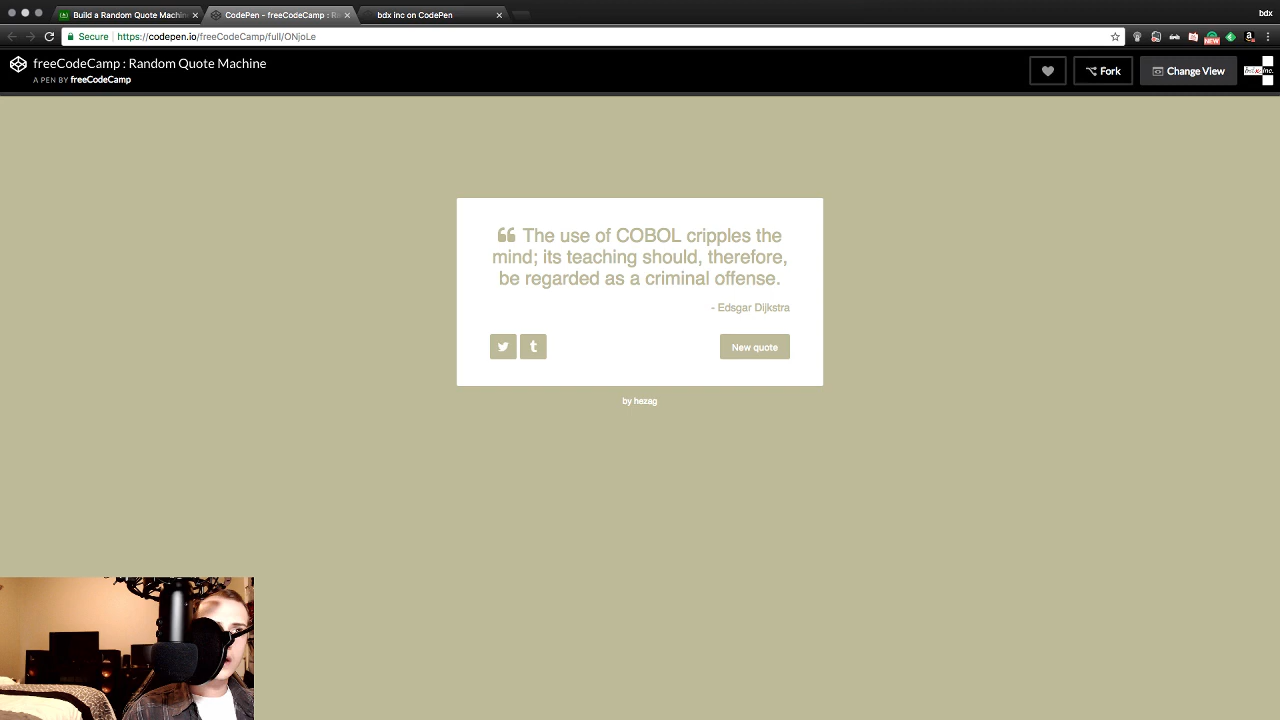 Build a Random Quote Machin
CodePen - freeCodeCamp : Ra
bdx inc on CodePen
bdx
Secure
https://codepen.io/freeCodeCamp/full/ONjoLe
NEW
freeCodeCamp : Random Quote Machine
A PEN BY freeCodeCamp
Fork
Change View
The use of COBOL cripples the
mind; its teaching should, therefore,
be regarded as a criminal offense.
- Edsgar Dijkstra
New quote
by hezag